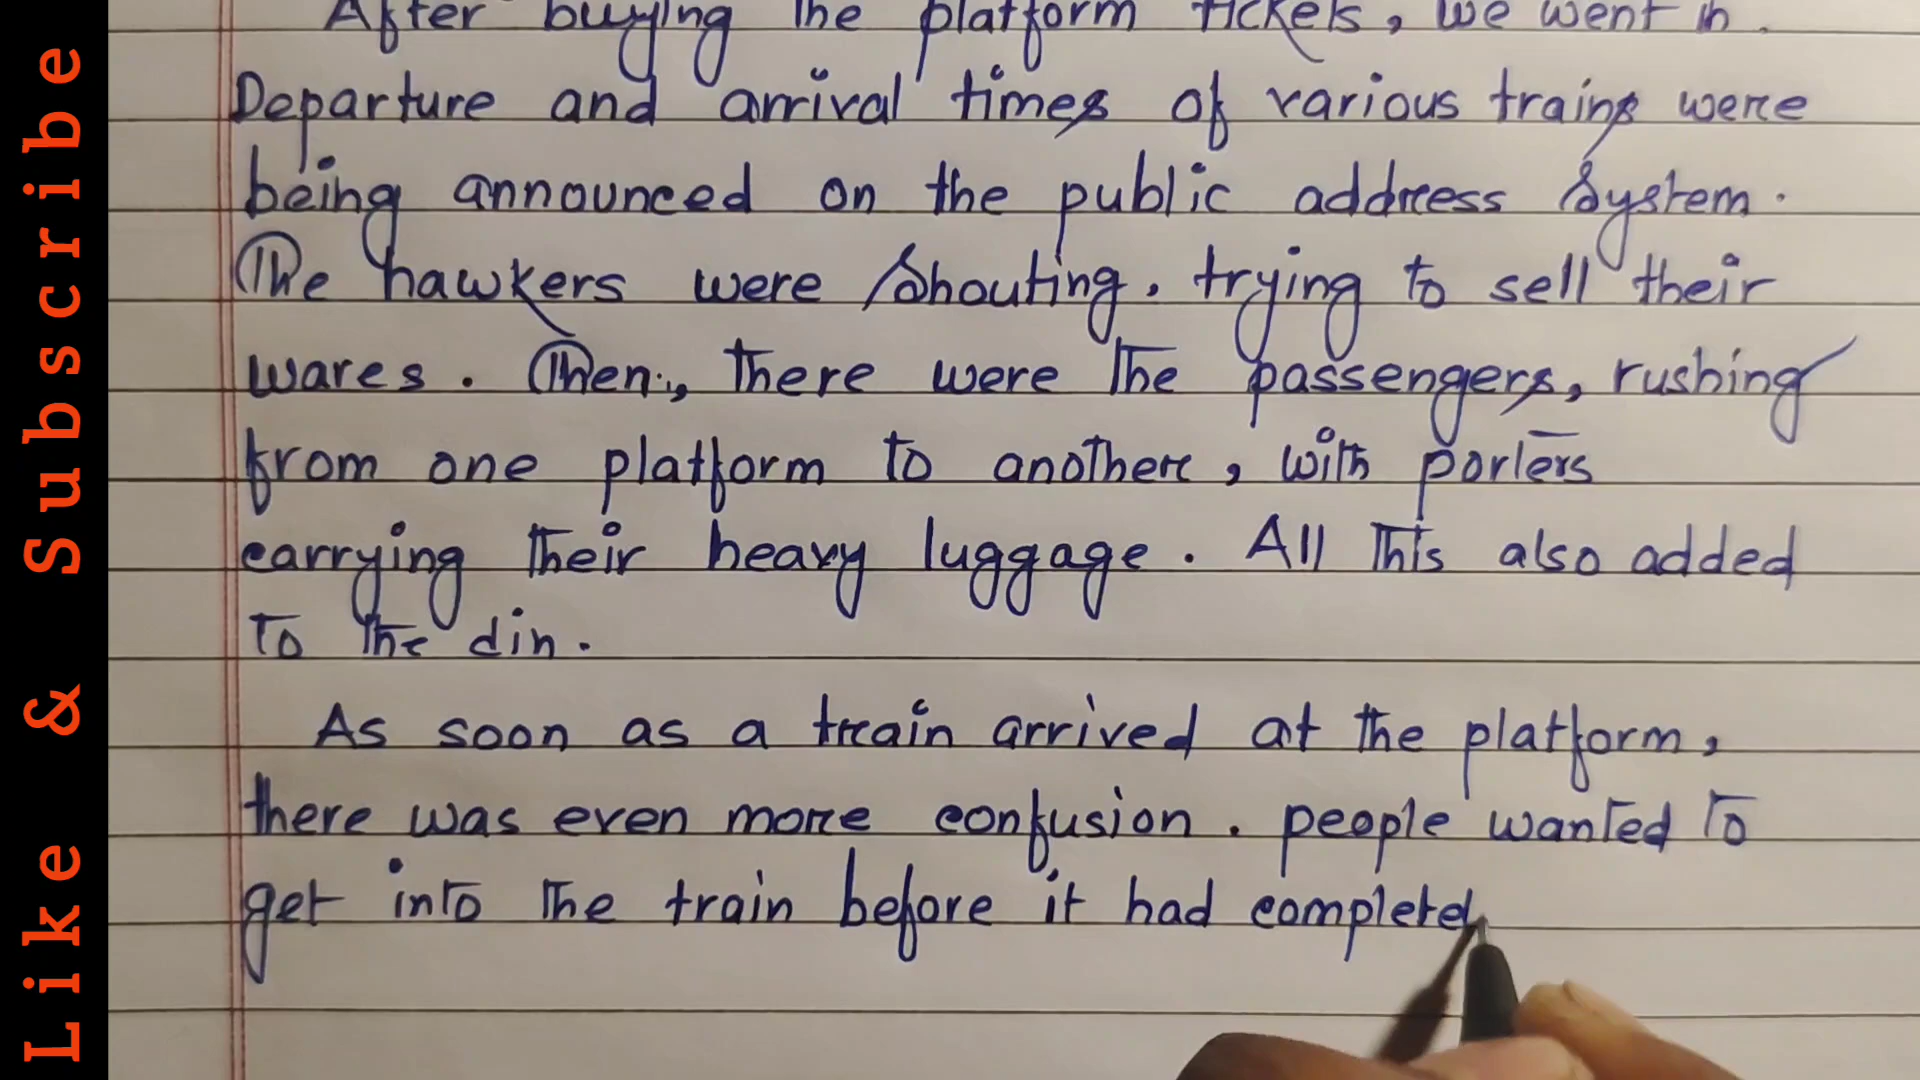 Like & Subscribe
After buying the platform tickets, we went in.
Departure and arrival times of various trains were
being announced on the public address system.
The hawkers were shouting, trying to sell their
wares. Then., there were the passengers, rushing
from one platform to another, with porters
carrying their heavy luggage. All this also added
to the din.
As soon as a train arrived at the platform,
there was even more confusion. people wanted to
get into the train before it had completel